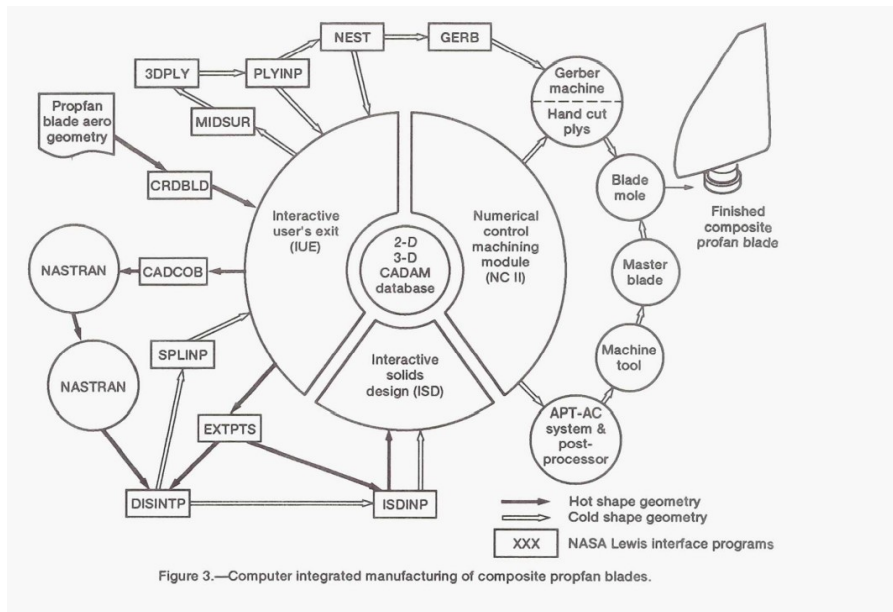 NEST
GERB
3DPLY
PLYINP
MIDSUR
Gerber
machine
Hand cut
plys
Propfan
blade aero
geometry
CRDBLD
Blade
mole
Finished
composite
profan blade
Interactive
user's exit
(IUE)
2-D
3-D
CADAM
database
Numerical
control
machining
module
(NC II)
NASTRAN
CADCOB
Master
blade
SPLINP
Machine
tool
NASTRAN
Interactive
solids
design (ISD)
EXTPTS
APT-AC
system &
post-
processor
DISINTP
ISDINP
Hot shape geometry
Cold shape geometry
XXX NASA Lewis interface programs
Figure 3.—Computer integrated manufacturing of composite propfan blades.